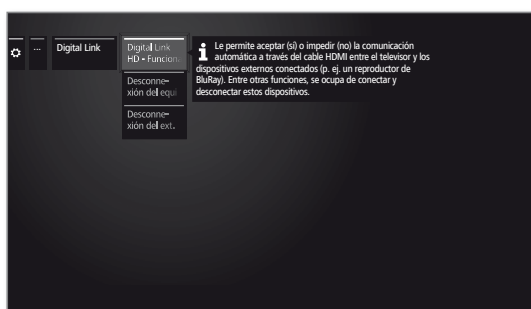 ... Digital Link
Digital Link
HD - Funciona
Le permite aceptar (sí) o impedir (no) la comunicación
automática a través del cable HDMI entre el televisor y los
dispositivos externos conectados (p. ej. un reproductor de
BluRay). Entre otras funciones, se ocupa de conectar y
desconectar estos dispositivos.
Desconne-
xión del equi
Desconne-
xión del ext.